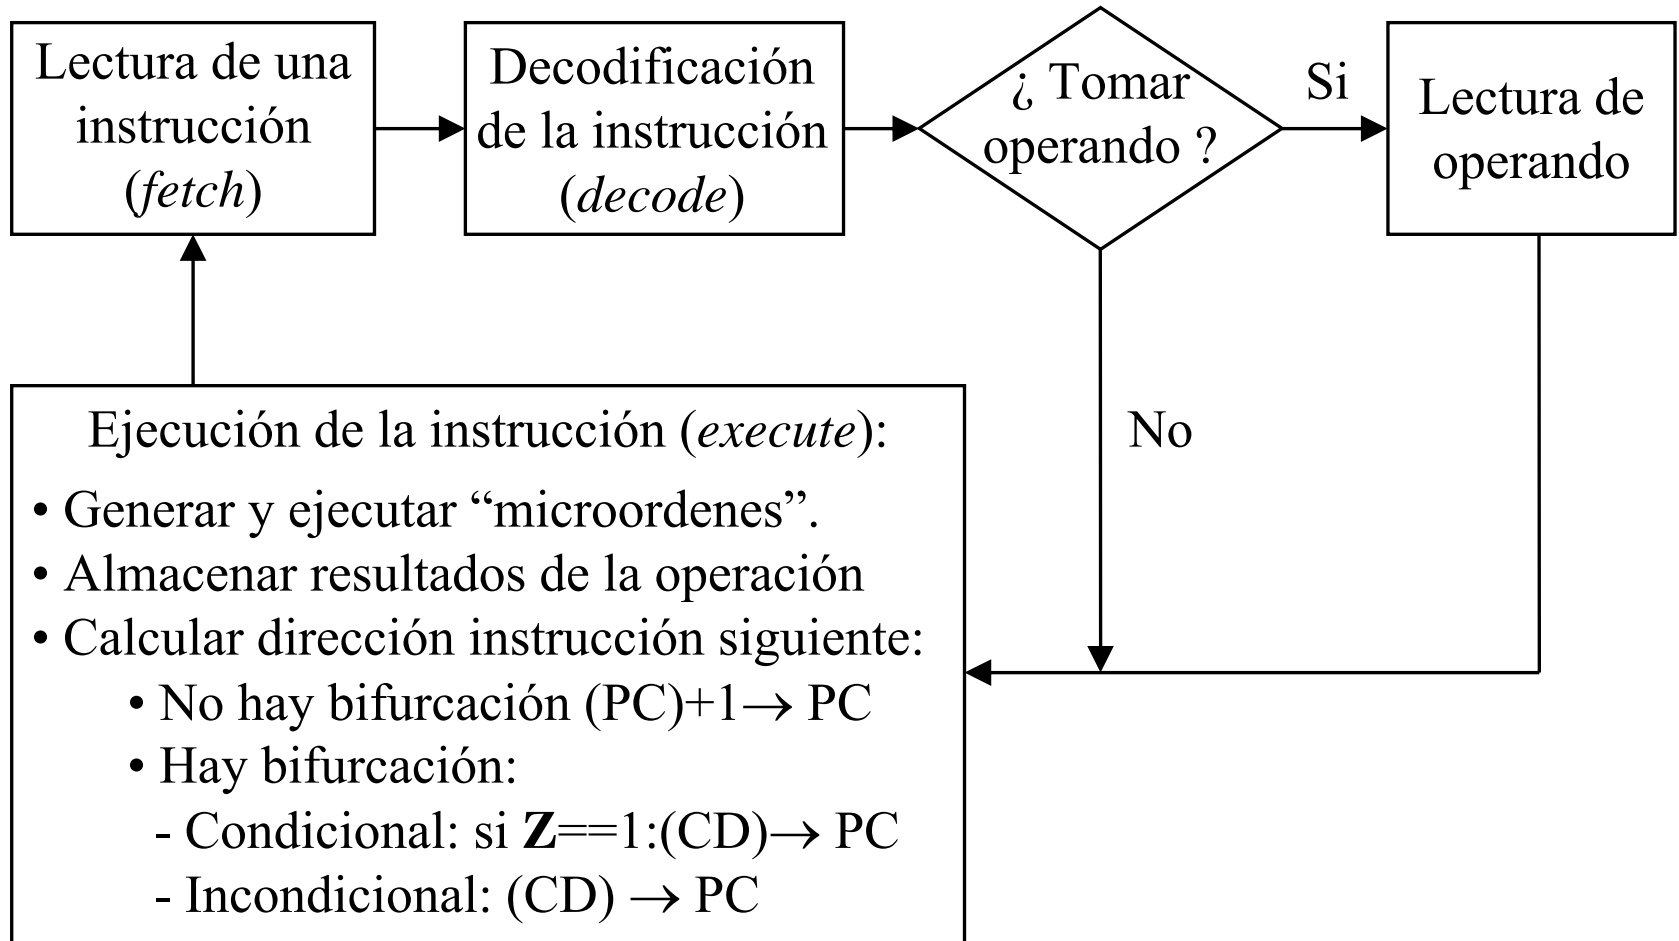 Lectura de una
instrucción
(fetch)
Decodificación
de la instrucción
(decode)
¿ Tomar
operando ?
Si
Lectura de
operando
No
Ejecución de la instrucción (execute):
• Generar y ejecutar “microordenes”.
• Almacenar resultados de la operación
• Calcular dirección instrucción siguiente:
• No hay bifurcación (PC)+1→ PC
• Hay bifurcación:
- Condicional: si Z==1:(CD)→ PC
- Incondicional: (CD) → PC